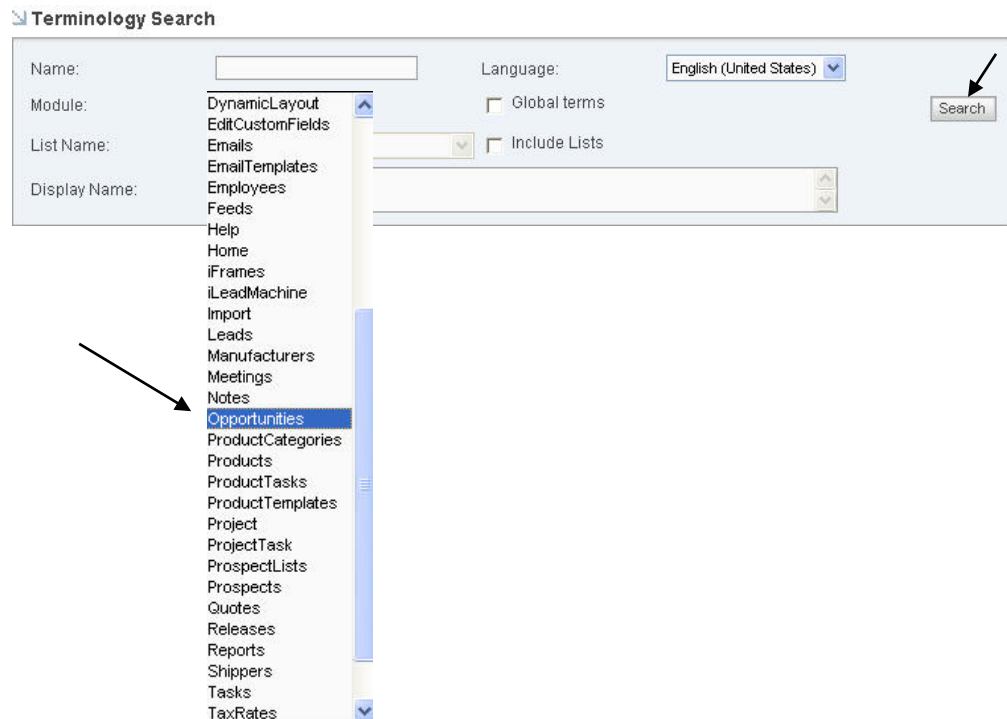 Terminology Search
Name:
Language:
English (United States)
Module:
Global terms
Search
List Name:
Include Lists
Display Name:
DynamicLayout
EditCustomFields
Emails
EmailTemplates
Employees
Feeds
Help
Home
iFrames
iLeadMachine
Import
Leads
Manufacturers
Meetings
Notes
Opportunities
ProductCategories
Products
ProductTasks
ProductTemplates
Project
ProjectTask
ProspectLists
Prospects
Quotes
Releases
Reports
Shippers
Tasks
TaxRates